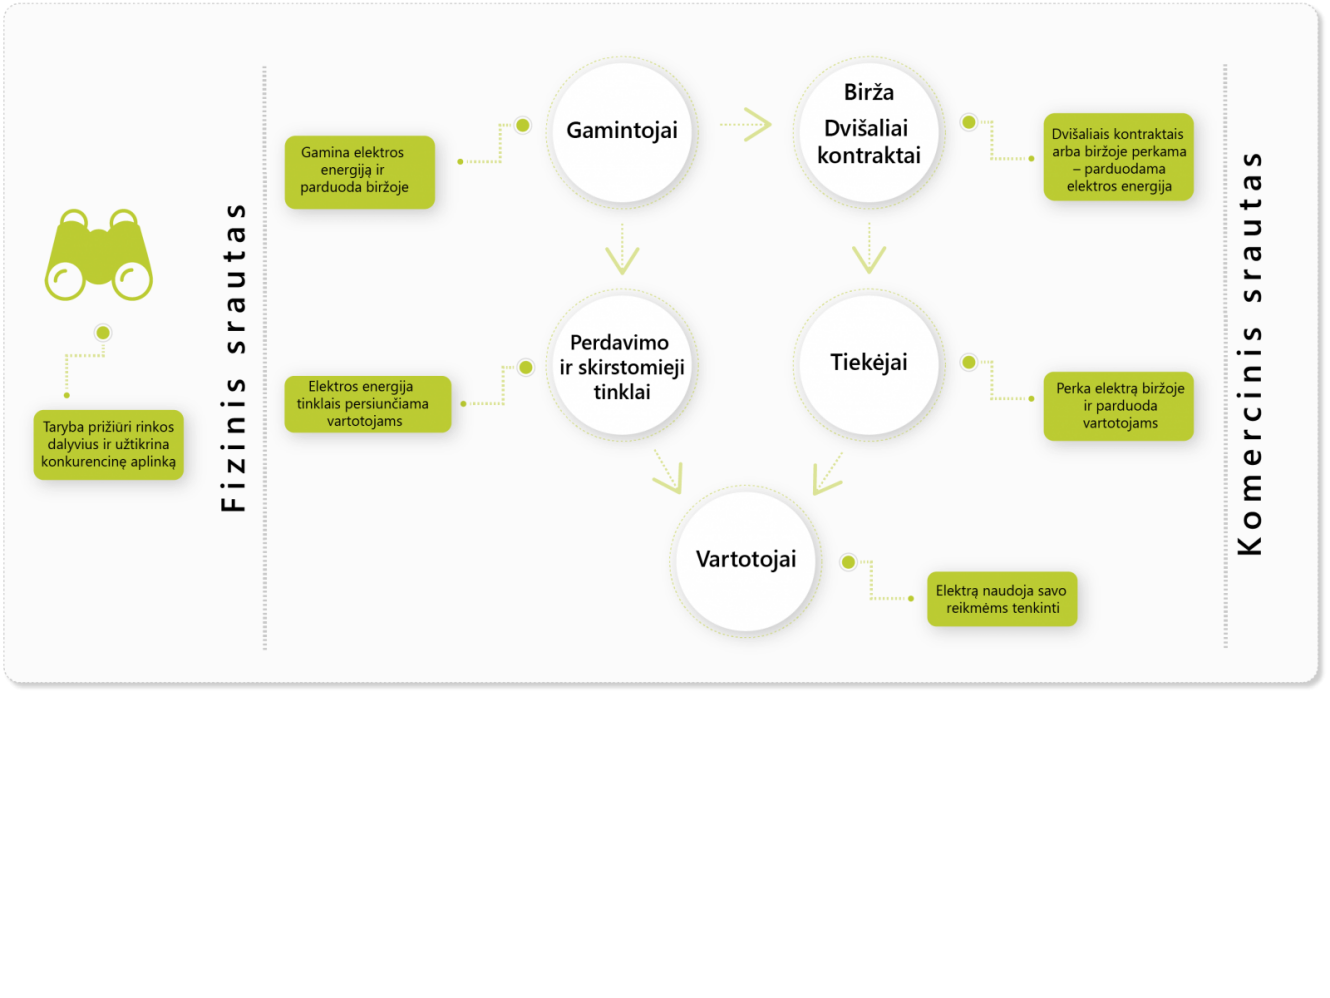 Taryba prižiūri rinkos
dalyvius ir užtikrina
konkurencinę aplinką
Fizinis srautas
Gamina elektros
energiją ir
parduoda biržoje
Gamintojai
Birža
Dvišaliai
kontraktai
Dvišaliais kontraktais
arba biržoje perkama
– parduodama
elektros energija
Elektros energija
tinklais persiunčiama
vartotojams
Perdavimo
ir skirstomieji
tinklai
Tiekėjai
Perka elektrą biržoje
ir parduoda
vartotojams
Vartotojai
Elektrą naudoja savo
reikmėms tenkinti
Komercinis srautas